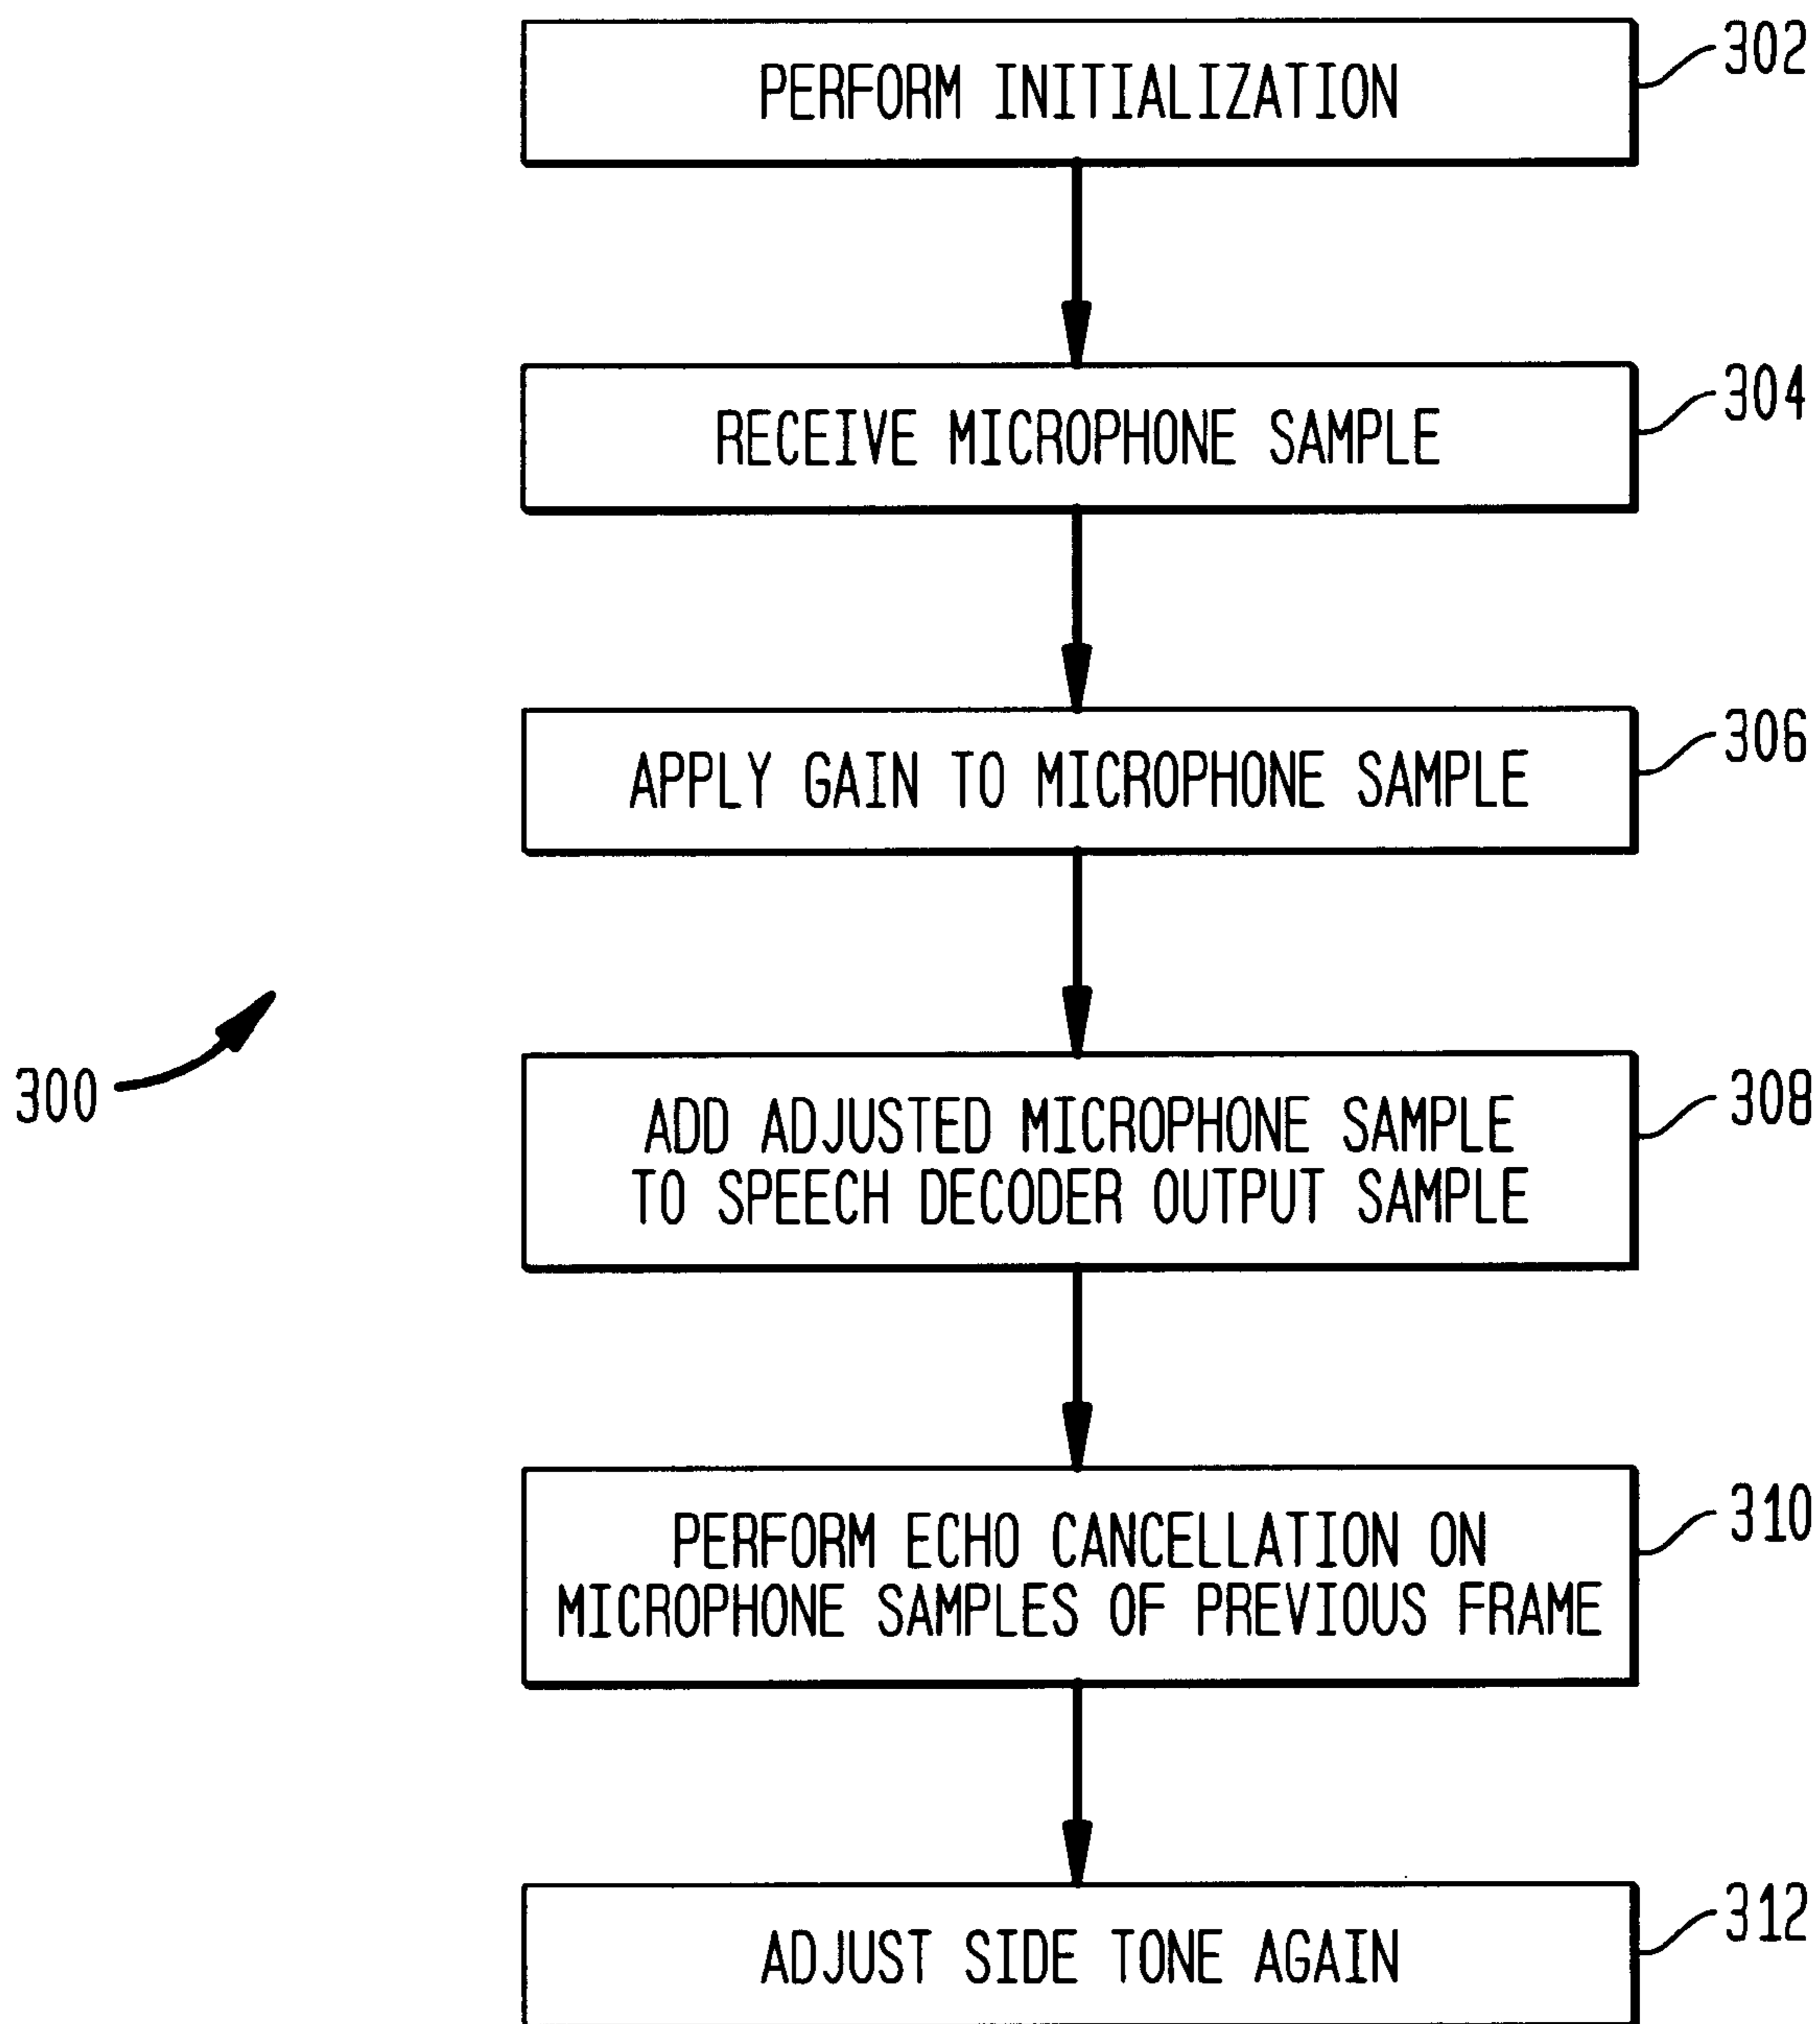 PERFORM INITIALIZATION
302
RECEIVE MICROPHONE SAMPLE
304
APPLY GAIN TO MICROPHONE SAMPLE
306
300
ADD ADJUSTED MICROPHONE SAMPLE
TO SPEECH DECODER OUTPUT SAMPLE
308
PERFORM ECHO CANCELLATION ON
MICROPHONE SAMPLES OF PREVIOUS FRAME
310
ADJUST SIDE TONE AGAIN
312